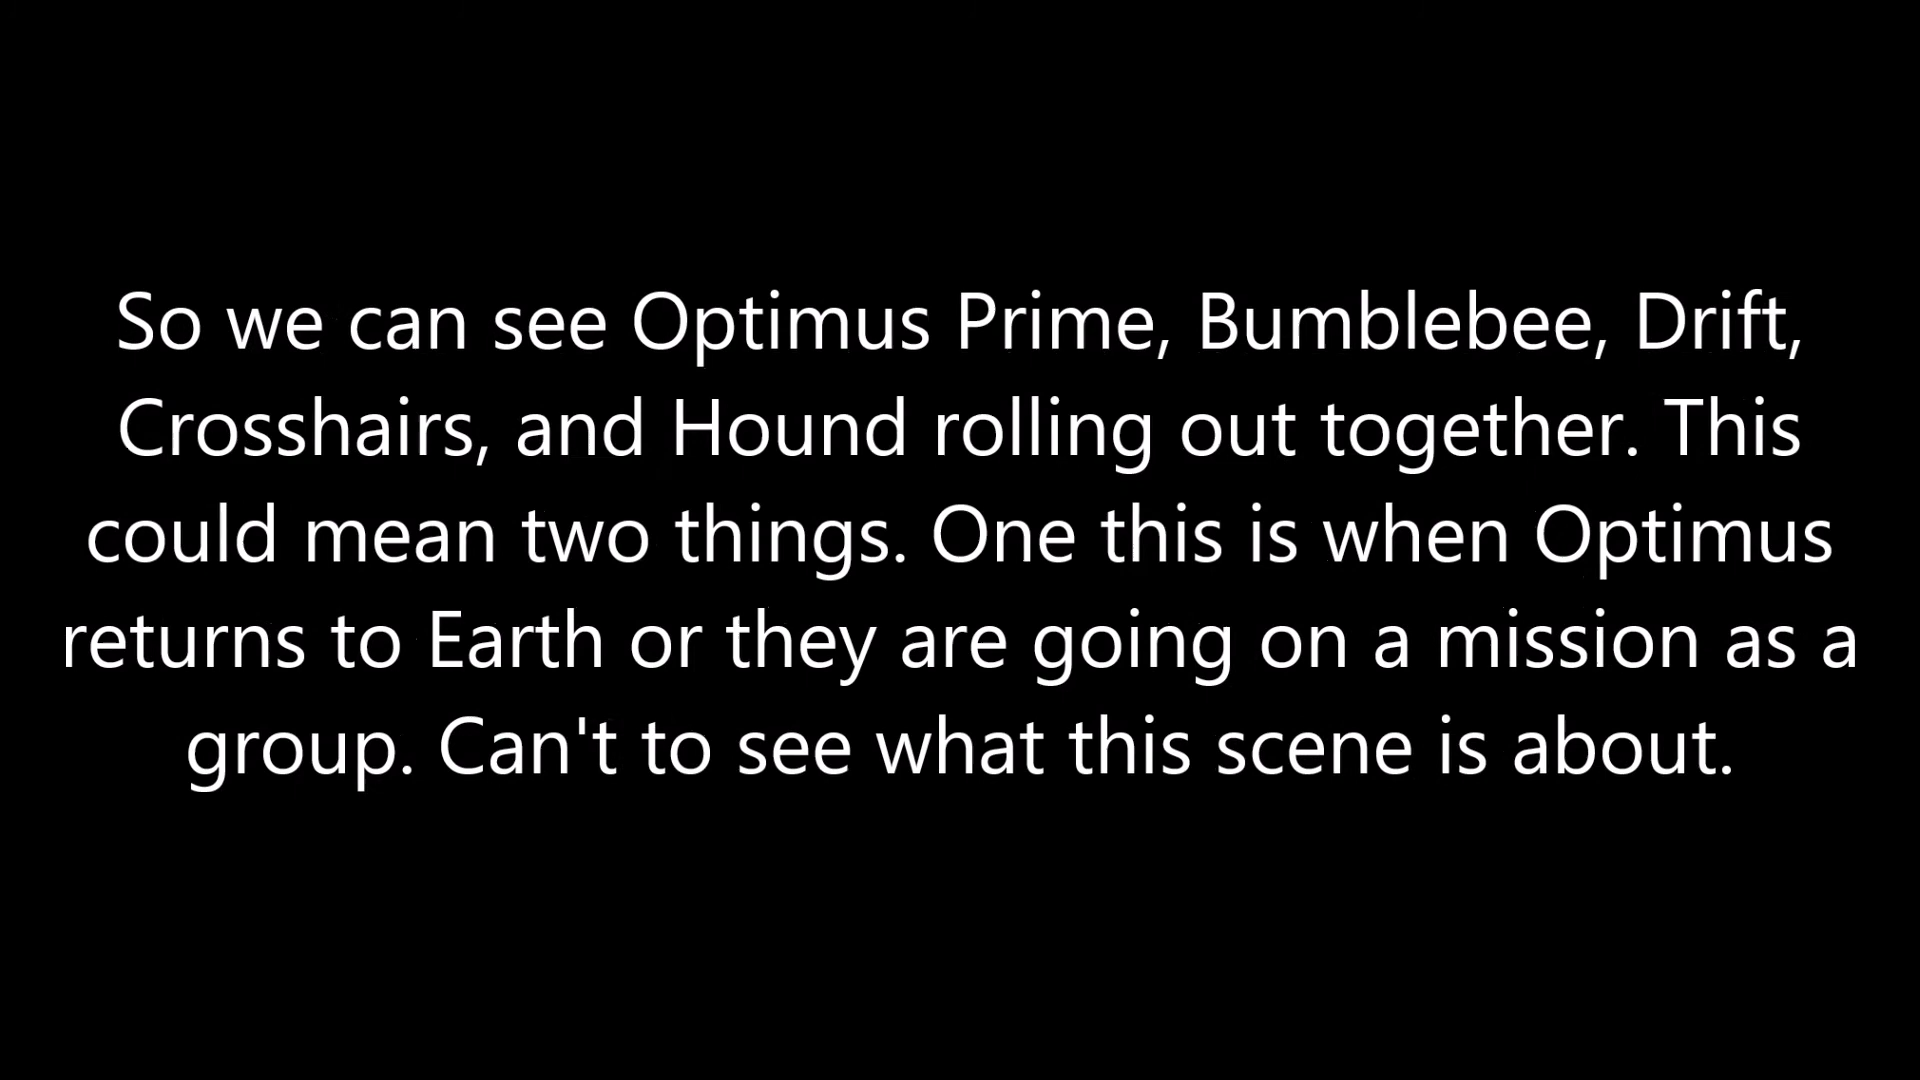 So we can see Optimus Prime, Bumblebee, Drift,
Crosshairs, and Hound rolling out together. This
could mean two things. One this is when Optimus
returns to Earth or they are going on a mission as a
group. Can't to see what this scene is about.